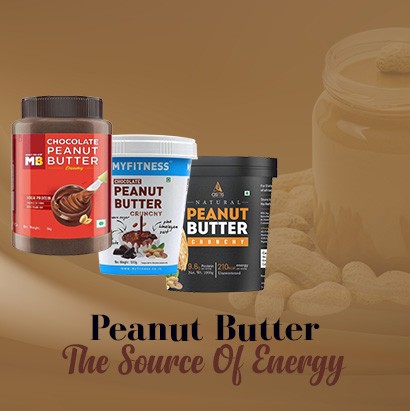 CHOCOLATE
PEANUT
BUTTER
Crunchy
MB
MYFITNESS
CHOCOLATE
PEANUT
BUTTER
CRUNCHY
NATURAL
PEANUT
BUTTER
CRUNCHY
Peanut Butter
The Source Of Energy